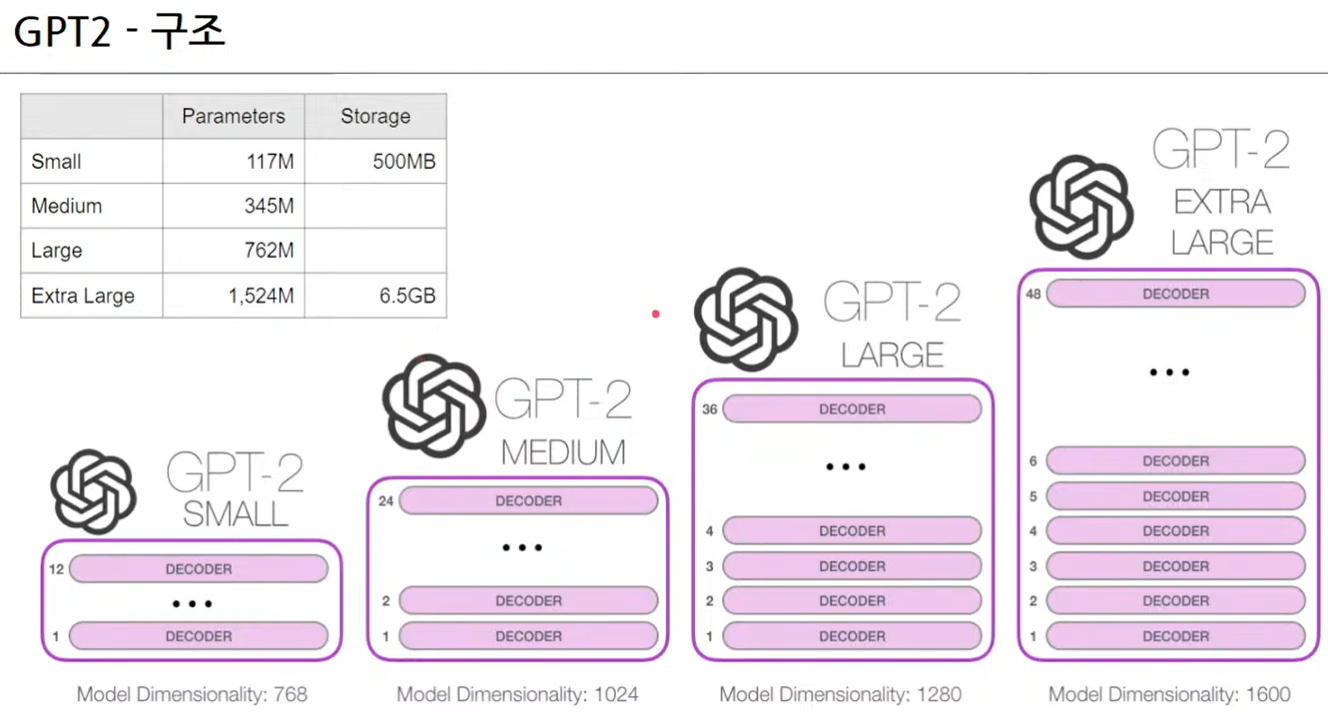 GPT2 - 구조
Parameters Storage
Small 117M 500MB
Medium 345M
Large 762M
Extra Large 1,524M 6.5GB
GPT-2
SMALL
12 DECODER
•••
1 DECODER
Model Dimensionality: 768
GPT-2
MEDIUM
24 DECODER
•••
2 DECODER
1 DECODER
Model Dimensionality: 1024
GPT-2
LARGE
36 DECODER
•••
4 DECODER
3 DECODER
2 DECODER
1 DECODER
Model Dimensionality: 1280
GPT-2
EXTRA
LARGE
48 DECODER
•••
6 DECODER
5 DECODER
4 DECODER
3 DECODER
2 DECODER
1 DECODER
Model Dimensionality: 1600